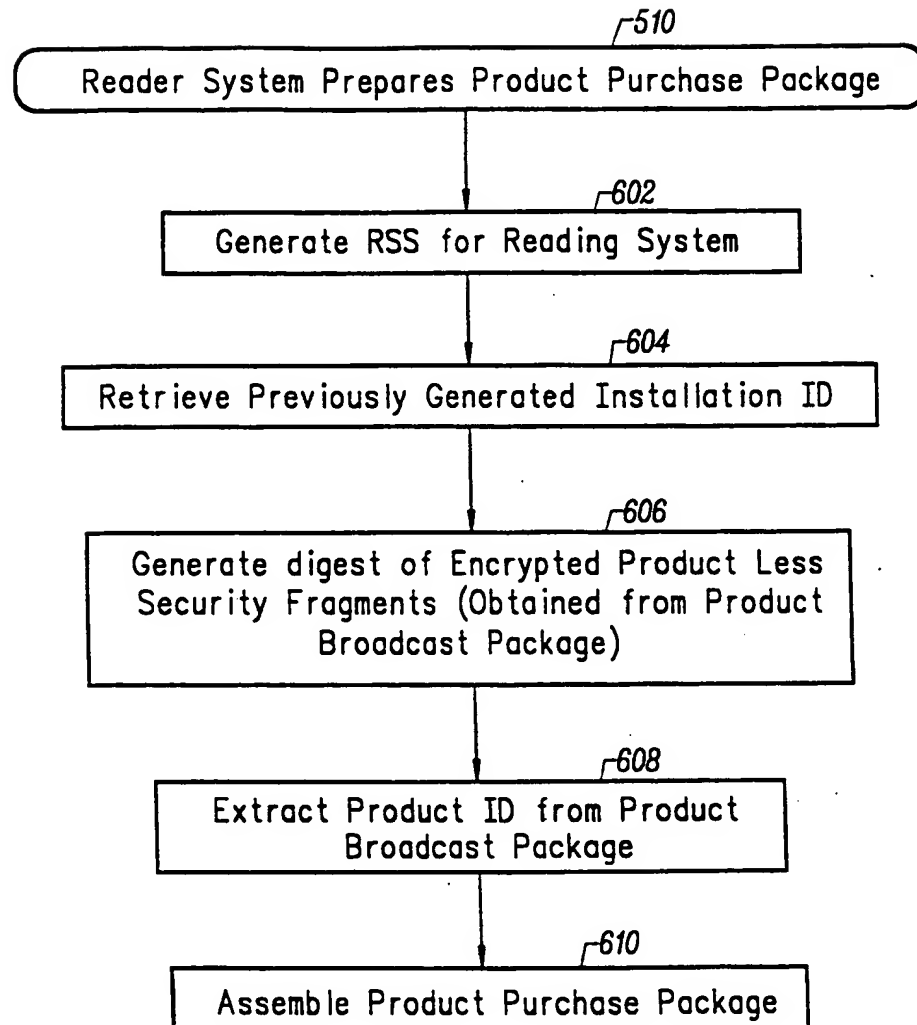 510
Reader System Prepares Product Purchase Package
602
Generate RSS for Reading System
604
Retrieve Previously Generated Installation ID
606
Generate digest of Encrypted Product Less
Security Fragments (Obtained from Product
Broadcast Package)
608
Extract Product ID from Product
Broadcast Package
610
Assemble Product Purchase Package